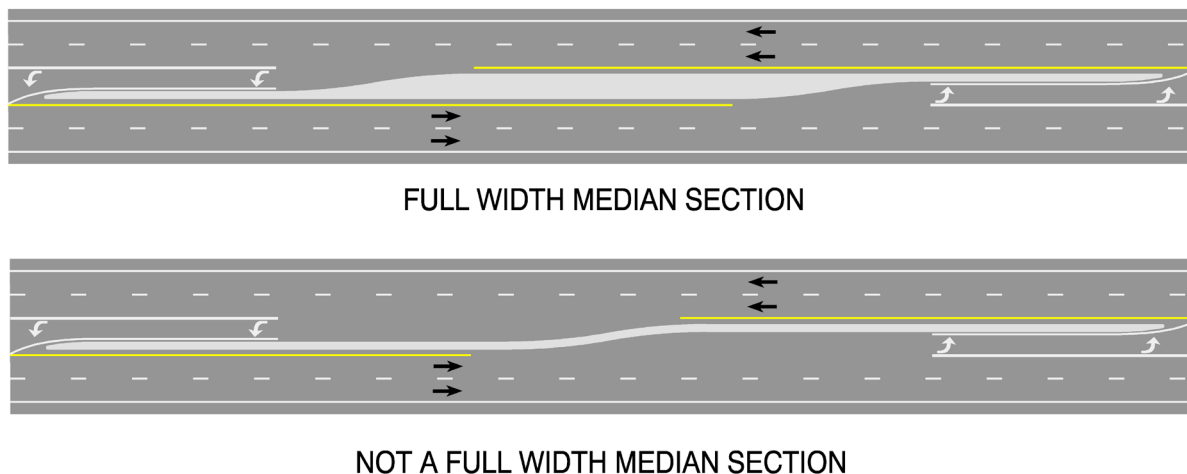 FULL WIDTH MEDIAN SECTION
NOT A FULL WIDTH MEDIAN SECTION